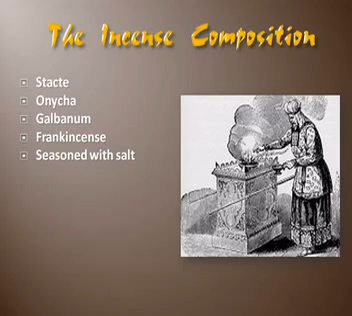 The Incense Composition
Stacte
Onycha
Galbanum
Frankincense
Seasoned with salt